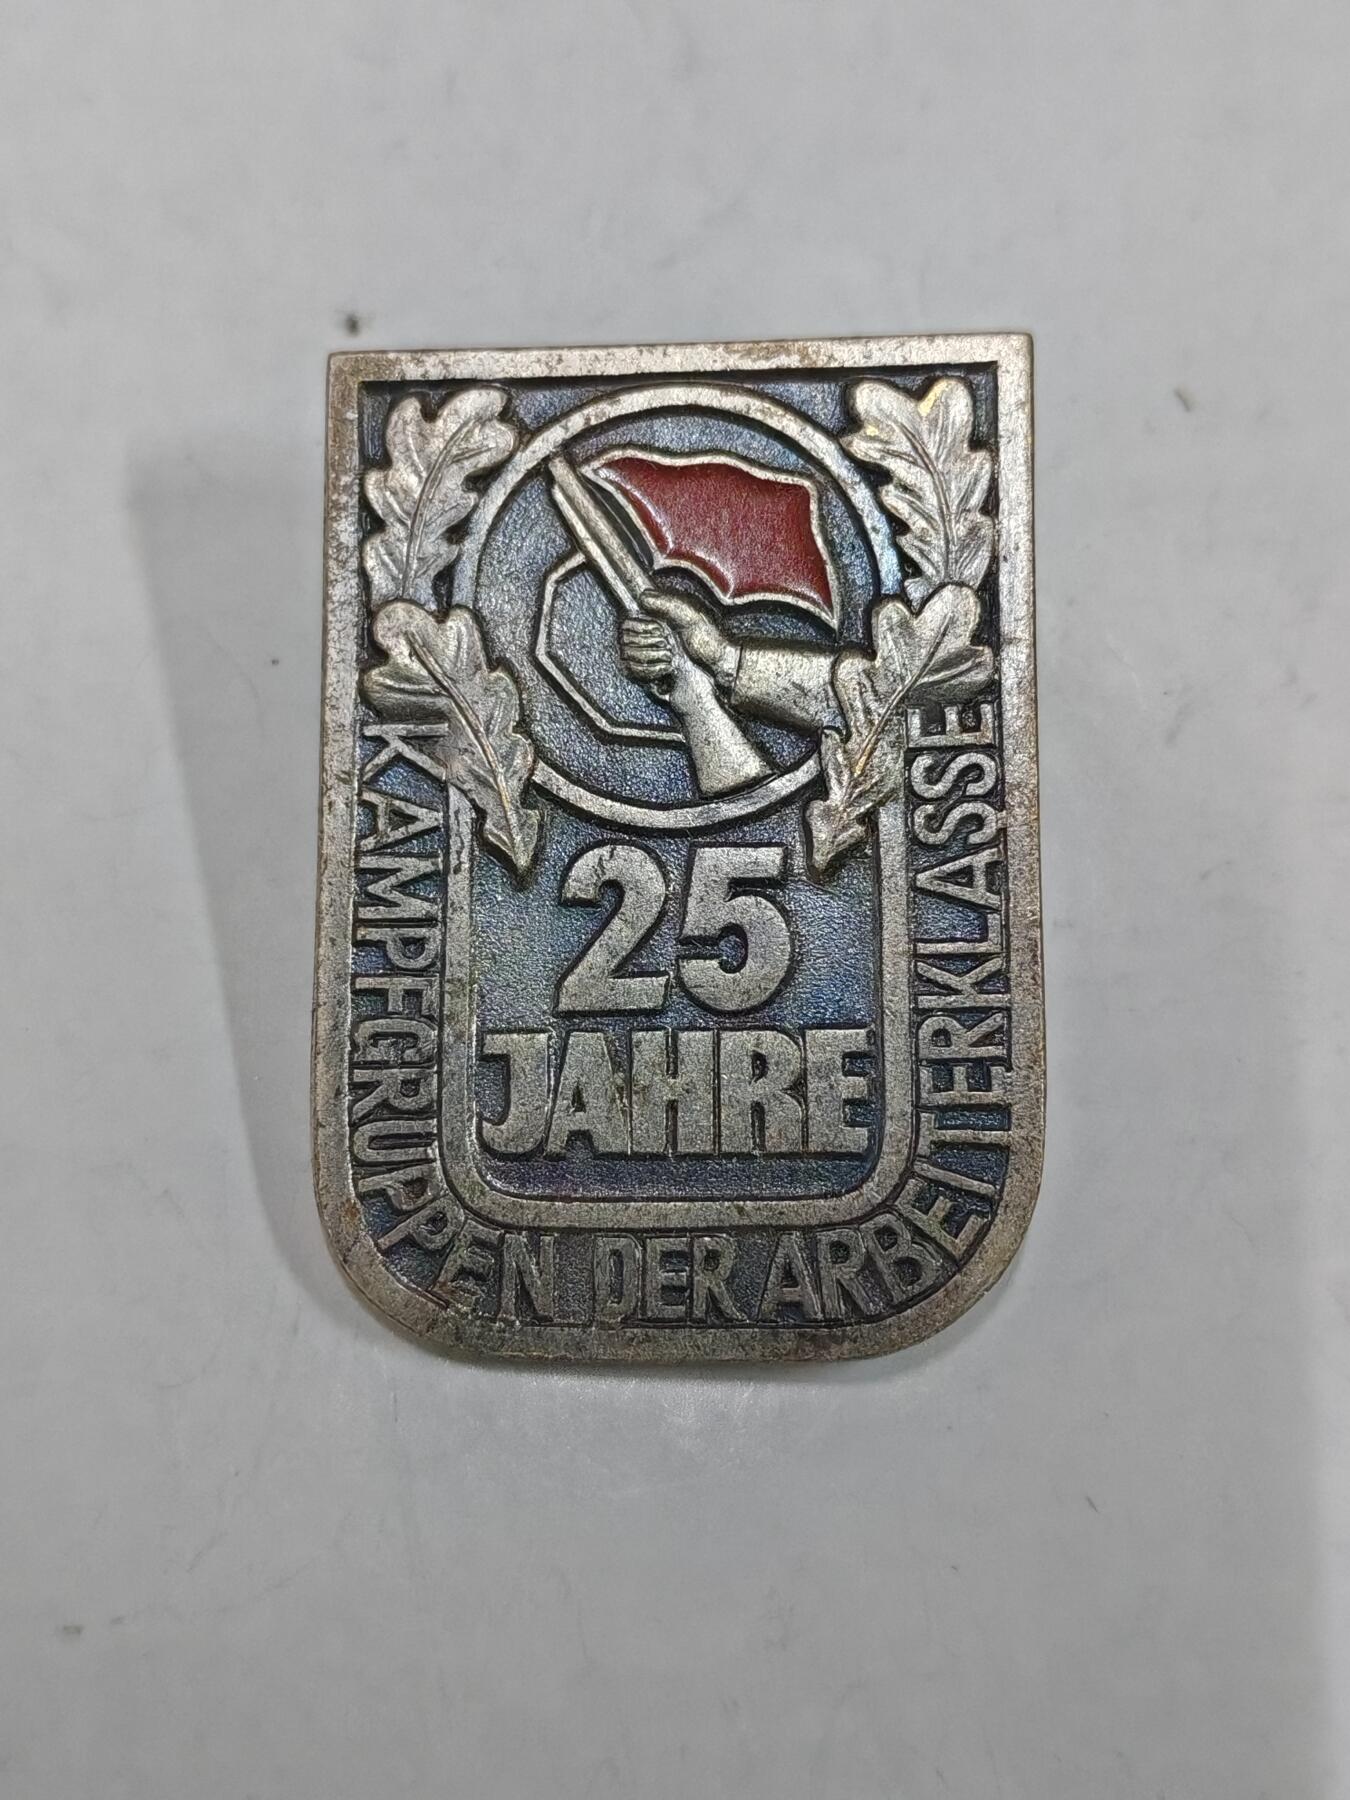 25
JAHRE
KAMPFGRUPPEN DER ARBEITERKLASSE